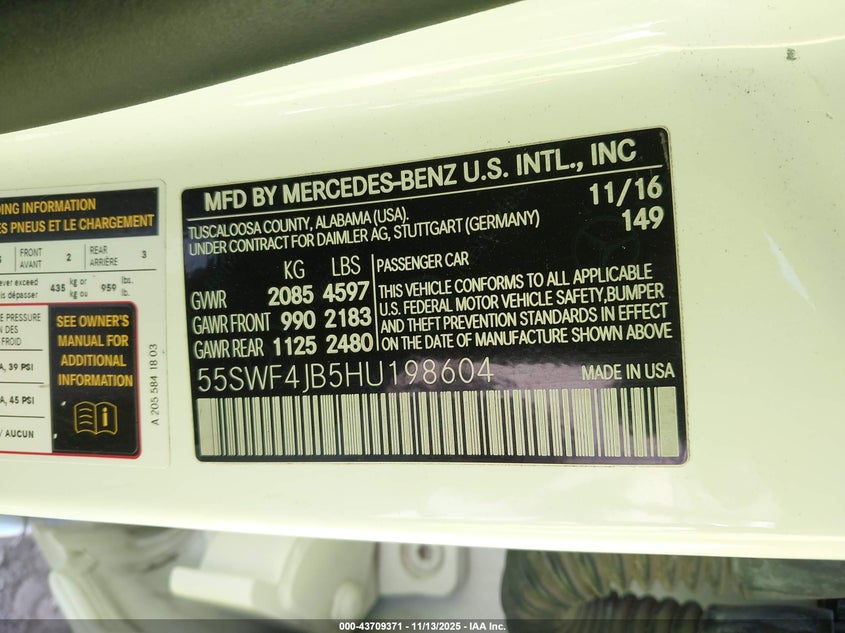 DING INFORMATION
ES PNEUS ET LE CHARGEMENT
FRONT AVANT 2 REAR ARRIÈRE 3
ever exceed
is dépasser 435 kg or kg ou 959 lbs. lb.
E PRESSURE
N DES
FROID
A, 39 PSI
A, 45 PSI
/ AUCUN
SEE OWNER'S
MANUAL FOR
ADDITIONAL
INFORMATION
A 205 584 18 03
MFD BY MERCEDES-BENZ U.S. INTL., INC
TUSCALOOSA COUNTY, ALABAMA (USA). 11/16
UNDER CONTRACT FOR DAIMLER AG, STUTTGART (GERMANY) 149
KG LBS
GVWR 2085 4597
GAWR FRONT 990 2183
GAWR REAR 1125 2480
PASSENGER CAR
THIS VEHICLE CONFORMS TO ALL APPLICABLE
U.S. FEDERAL MOTOR VEHICLE SAFETY,BUMPER
AND THEFT PREVENTION STANDARDS IN EFFECT
ON THE DATE OF MANUFACTURE SHOWN ABOVE
55SWF4JB5HU198604 MADE IN USA
000-43709371 - 11/13/2025 - IAA Inc.